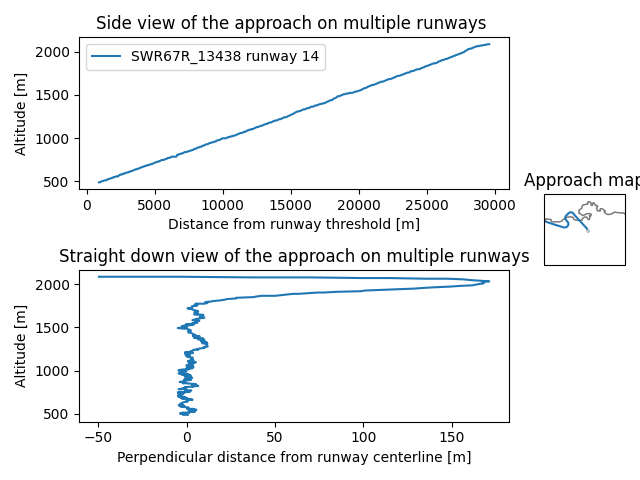 Side view of the approach on multiple runways
2000
1500
1000
500
Altitude [m]
SWR67R_13438 runway 14
0
5000
10000
15000
20000
25000
30000
Distance from runway threshold [m]
Approach map
Straight down view of the approach on multiple runways
2000
1500
1000
500
Altitude [m]
−50
0
50
100
150
Perpendicular distance from runway centerline [m]